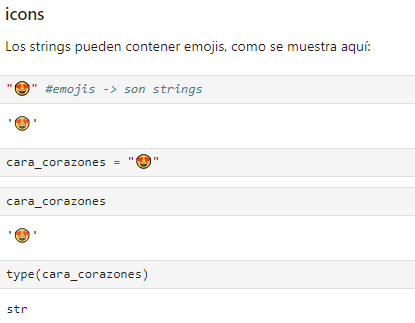 icons
Los strings pueden contener emojis, como se muestra aquí:
"😍" #emojis -> son strings
'😍'
cara_corazones = "😍"
cara_corazones
'😍'
type(cara_corazones)
str